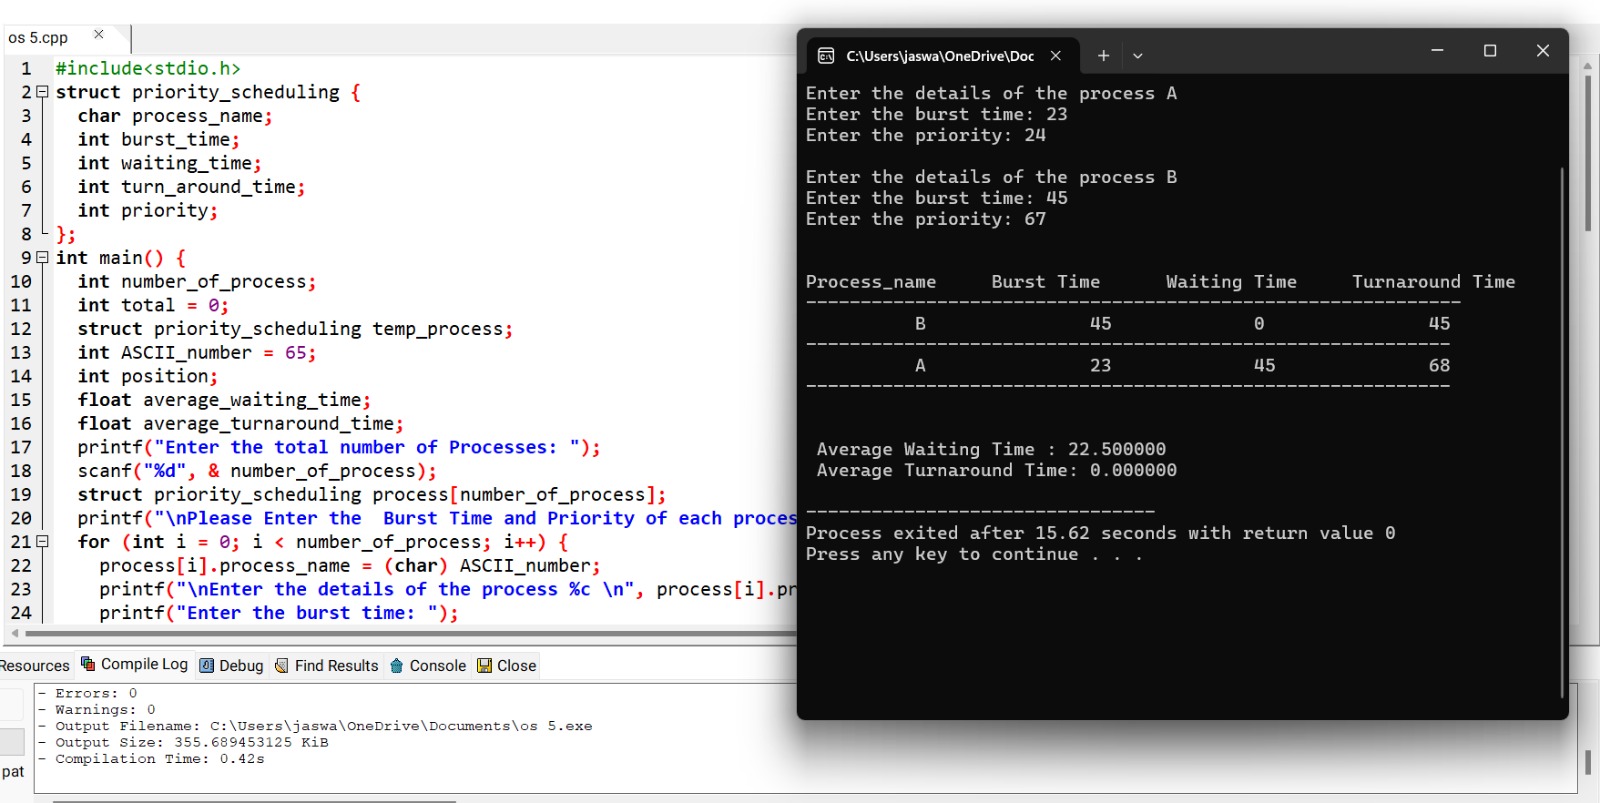 os 5.cpp
1 #include<stdio.h>
2 struct priority_scheduling {
3 char process_name;
4 int burst_time;
5 int waiting_time;
6 int turn_around_time;
7 int priority;
8 };
9 int main() {
10 int number_of_process;
11 int total = 0;
12 struct priority_scheduling temp_process;
13 int ASCII_number = 65;
14 int position;
15 float average_waiting_time;
16 float average_turnaround_time;
17 printf("Enter the total number of Processes: ");
18 scanf("%d", & number_of_process);
19 struct priority_scheduling process[number_of_process];
20 printf("\nPlease Enter the  Burst Time and Priority of each proces
21 for (int i = 0; i < number_of_process; i++) {
22 process[i].process_name = (char) ASCII_number;
23 printf("\nEnter the details of the process %c \n", process[i].pr
24 printf("Enter the burst time: ");
Resources Compile Log Debug Find Results Console Close
- Errors: 0
- Warnings: 0
- Output Filename: C:\Users\jaswa\OneDrive\Documents\os 5.exe
- Output Size: 355.689453125 KiB
- Compilation Time: 0.42s
pat
C:\Users\jaswa\OneDrive\Doc
Enter the details of the process A
Enter the burst time: 23
Enter the priority: 24
Enter the details of the process B
Enter the burst time: 45
Enter the priority: 67
Process_name Burst Time Waiting Time Turnaround Time
------------------------------------------------------------
B 45 0 45
-----------------------------------------------------------
A 23 45 68
-----------------------------------------------------------
Average Waiting Time : 22.500000
Average Turnaround Time: 0.000000
--------------------------------
Process exited after 15.62 seconds with return value 0
Press any key to continue . . .